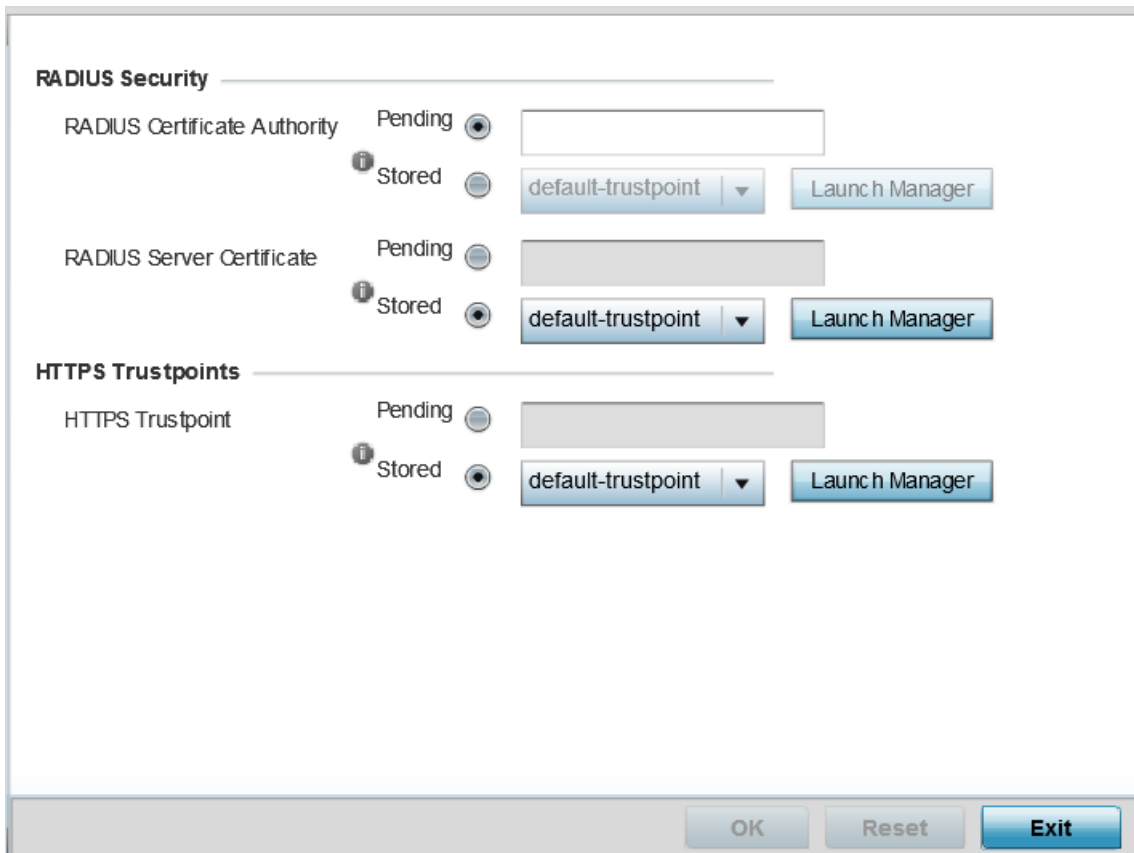 RADIUS Security
RADIUS Certificate Authority
Pending
Stored
default-trustpoint
Launch Manager
RADIUS Server Certificate
Pending
Stored
default-trustpoint
Launch Manager
HTTPS Trustpoints
HTTPS Trustpoint
Pending
Stored
default-trustpoint
Launch Manager
OK
Reset
Exit